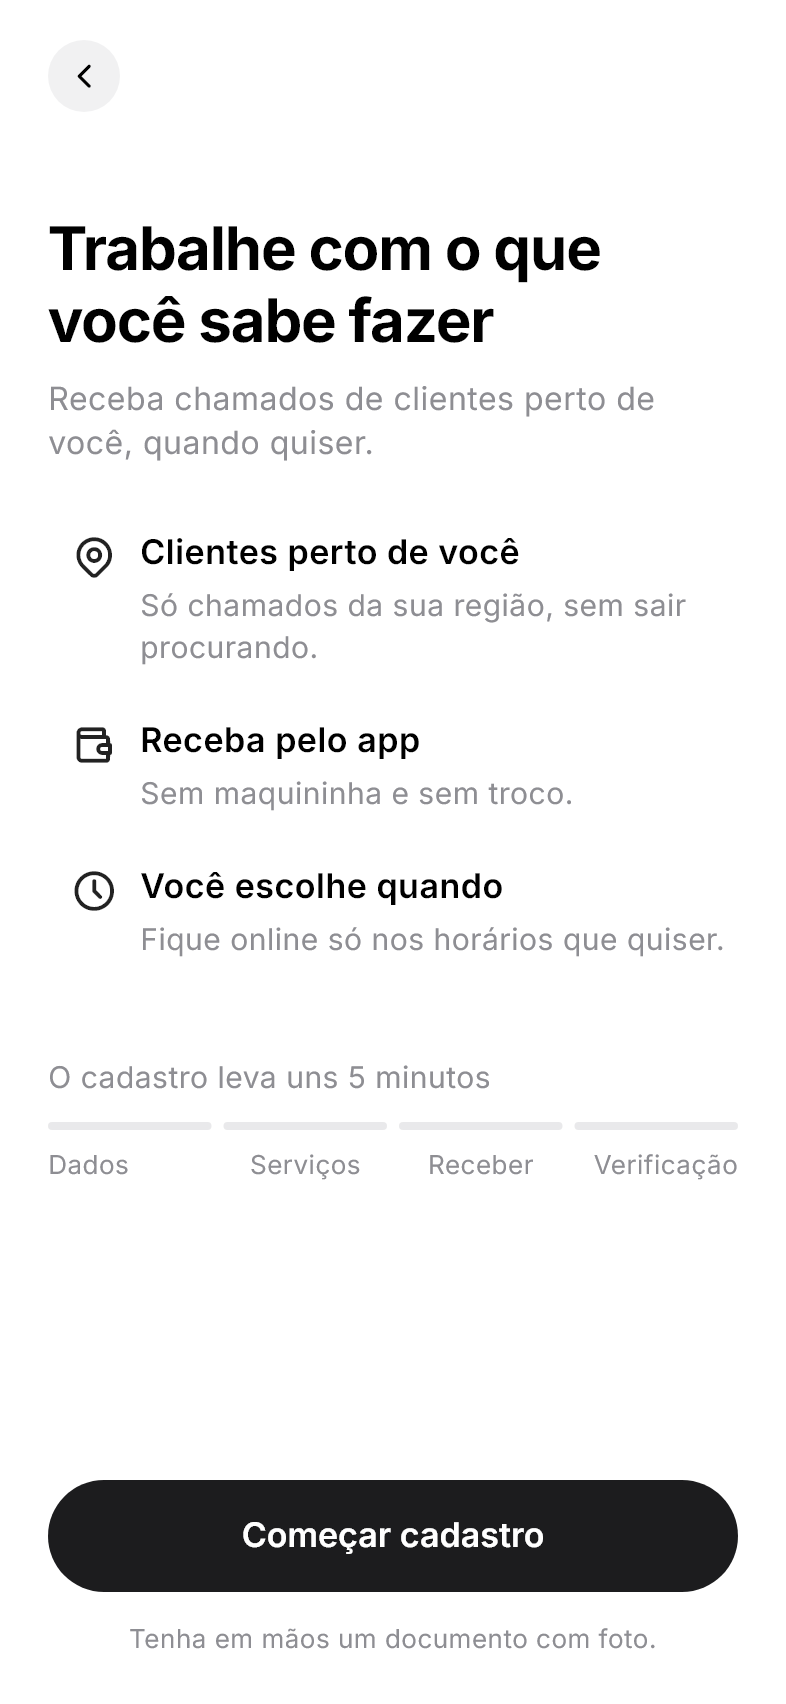 Trabalhe com o que
você sabe fazer
Receba chamados de clientes perto de
você, quando quiser.
Clientes perto de você
Só chamados da sua região, sem sair
procurando.
Receba pelo app
Sem maquininha e sem troco.
Você escolhe quando
Fique online só nos horários que quiser.
O cadastro leva uns 5 minutos
Dados Serviços Receber Verificação
Começar cadastro
Tenha em mãos um documento com foto.